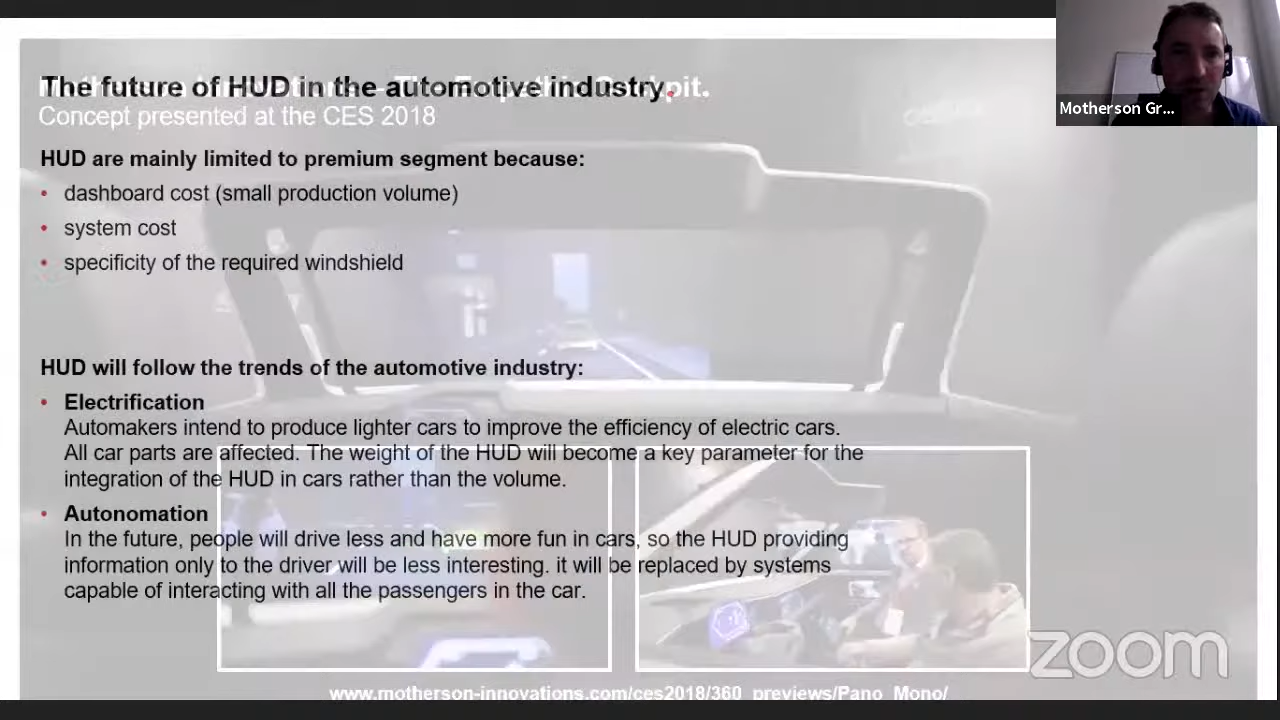 The future of HUD in the automotive industry.
Concept presented at the CES 2018
HUD are mainly limited to premium segment because:
• dashboard cost (small production volume)
• system cost
• specificity of the required windshield
HUD will follow the trends of the automotive industry:
• Electrification
Automakers intend to produce lighter cars to improve the efficiency of electric cars.
All car parts are affected. The weight of the HUD will become a key parameter for the
integration of the HUD in cars rather than the volume.
• Autonomation
In the future, people will drive less and have more fun in cars, so the HUD providing
information only to the driver will be less interesting. it will be replaced by systems
capable of interacting with all the passengers in the car.
www.motherson-innovations.com/ces2018/360_previews/Pano_Mono/
Motherson Gr...
zoom